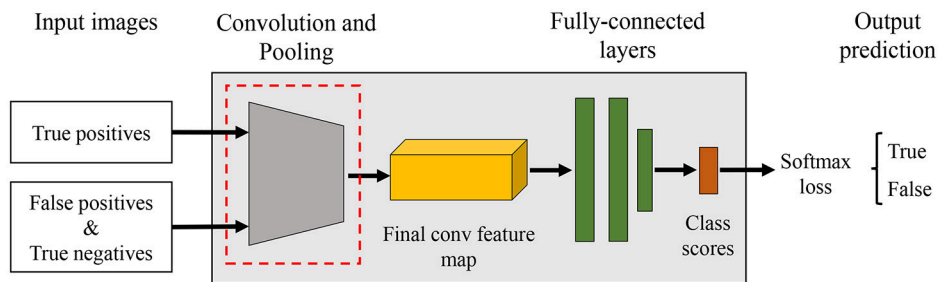 Input images
Convolution and
Pooling
Fully-connected
layers
Output
prediction
True positives
False positives
&
True negatives
Final conv feature
map
Class
scores
Softmax
loss
True
False